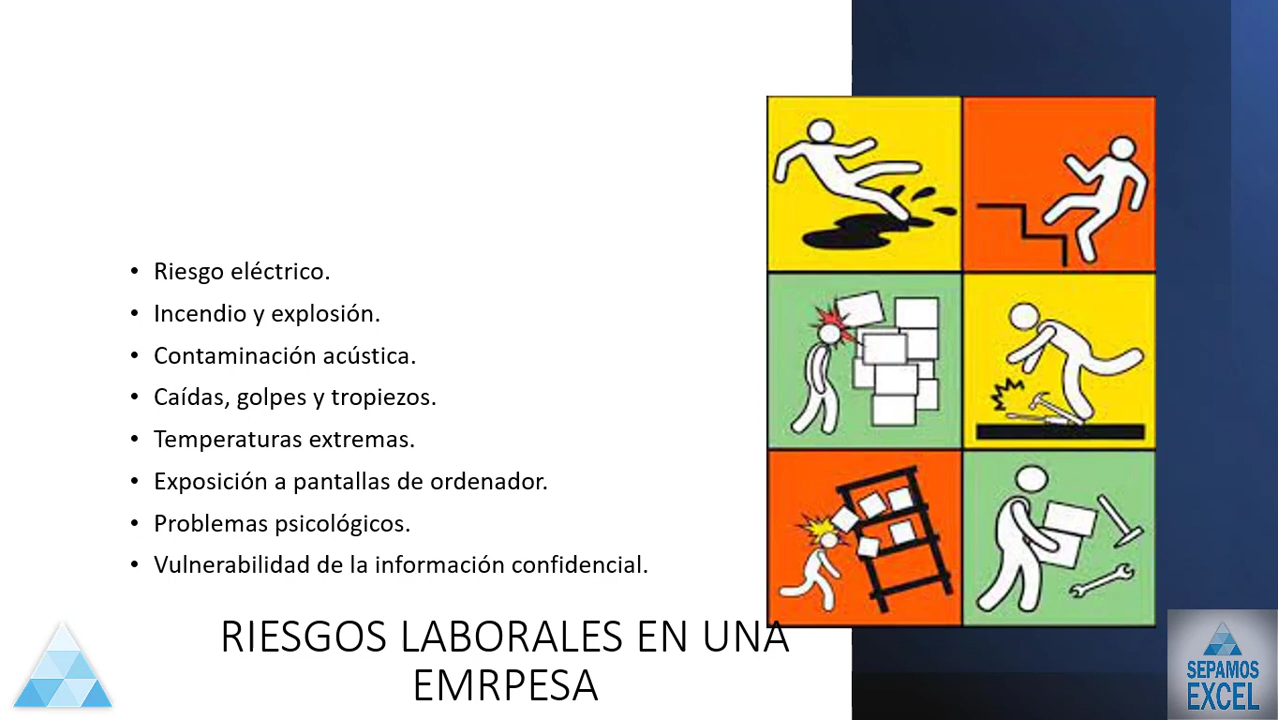 • Riesgo eléctrico.
• Incendio y explosión.
• Contaminación acústica.
• Caídas, golpes y tropiezos.
• Temperaturas extremas.
• Exposición a pantallas de ordenador.
• Problemas psicológicos.
• Vulnerabilidad de la información confidencial.
RIESGOS LABORALES EN UNA
EMRPESA
SEPAMOS
EXCEL